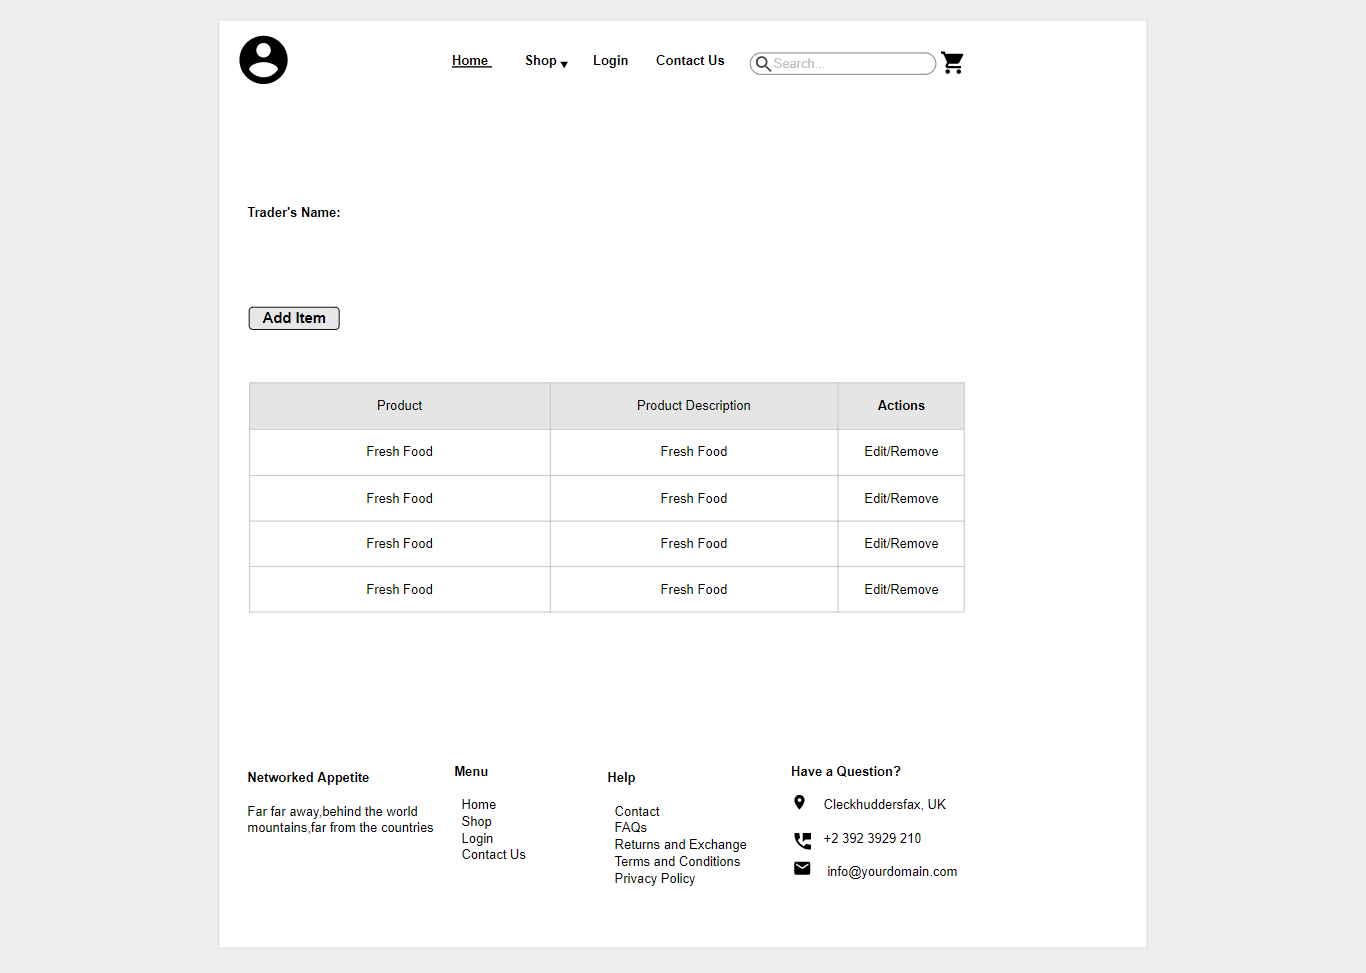 Home Shop Login Contact Us Search...
Trader's Name:
Add Item
Product Product Description Actions
Fresh Food Fresh Food Edit/Remove
Fresh Food Fresh Food Edit/Remove
Fresh Food Fresh Food Edit/Remove
Fresh Food Fresh Food Edit/Remove
Networked Appetite
Far far away,behind the world
mountains,far from the countries
Menu
Home
Shop
Login
Contact Us
Help
Contact
FAQs
Returns and Exchange
Terms and Conditions
Privacy Policy
Have a Question?
Cleckhuddersfax, UK
+2 392 3929 210
info@yourdomain.com